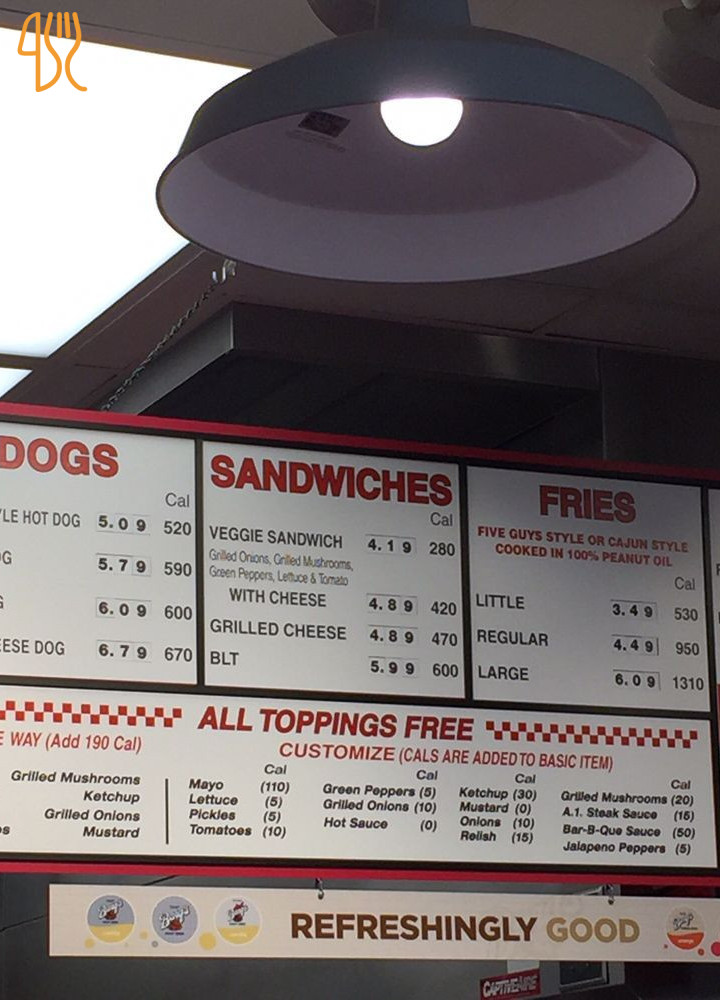 DOGS
Cal
LE HOT DOG 5.09 520
G 5.79 590
6.09 600
ESE DOG 6.79 670
SANDWICHES
Cal
VEGGIE SANDWICH 4.19 280
Grilled Onions, Grilled Mushrooms,
Green Peppers, Lettuce & Tomato
WITH CHEESE 4.89 420
GRILLED CHEESE 4.89 470
BLT 5.99 600
FRIES
FIVE GUYS STYLE OR CAJUN STYLE
COOKED IN 100% PEANUT OIL
Cal
LITTLE 3.49 530
REGULAR 4.49 950
LARGE 6.09 1310
ALL TOPPINGS FREE
WAY (Add 190 Cal)
CUSTOMIZE (CALS ARE ADDED TO BASIC ITEM)
Grilled Mushrooms
Ketchup
Grilled Onions
Mustard
Cal
Mayo (110)
Lettuce (5)
Pickles (5)
Tomatoes (10)
Cal
Green Peppers (5)
Grilled Onions (10)
Hot Sauce (0)
Cal
Ketchup (30)
Mustard (0)
Onions (10)
Relish (15)
Cal
Grilled Mushrooms (20)
A.1. Steak Sauce (15)
Bar-B-Que Sauce (50)
Jalapeno Peppers (5)
REFRESHINGLY GOOD
CAPTIVEAIRE